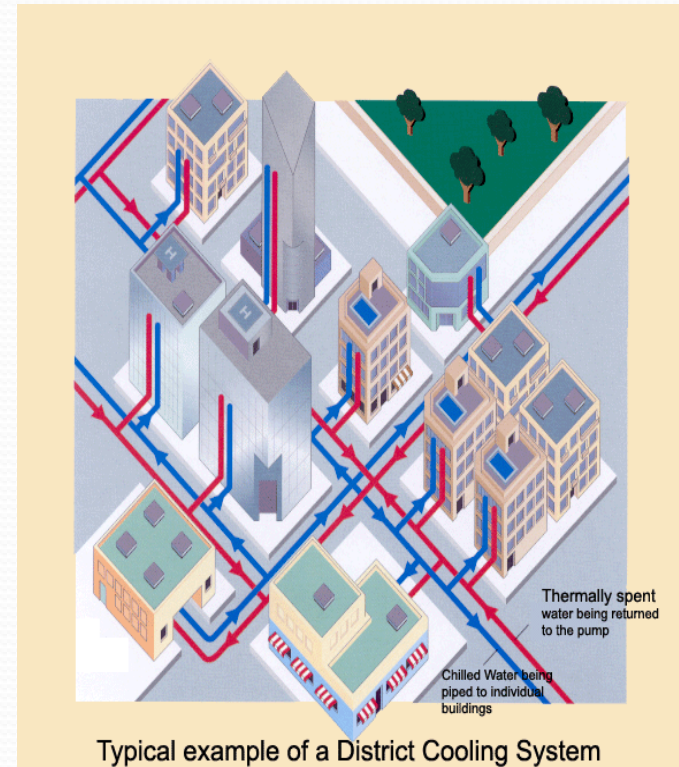 H
H
Thermally spent
water being returned
to the pump
Chilled Water being
piped to individual
buildings
Typical example of a District Cooling System